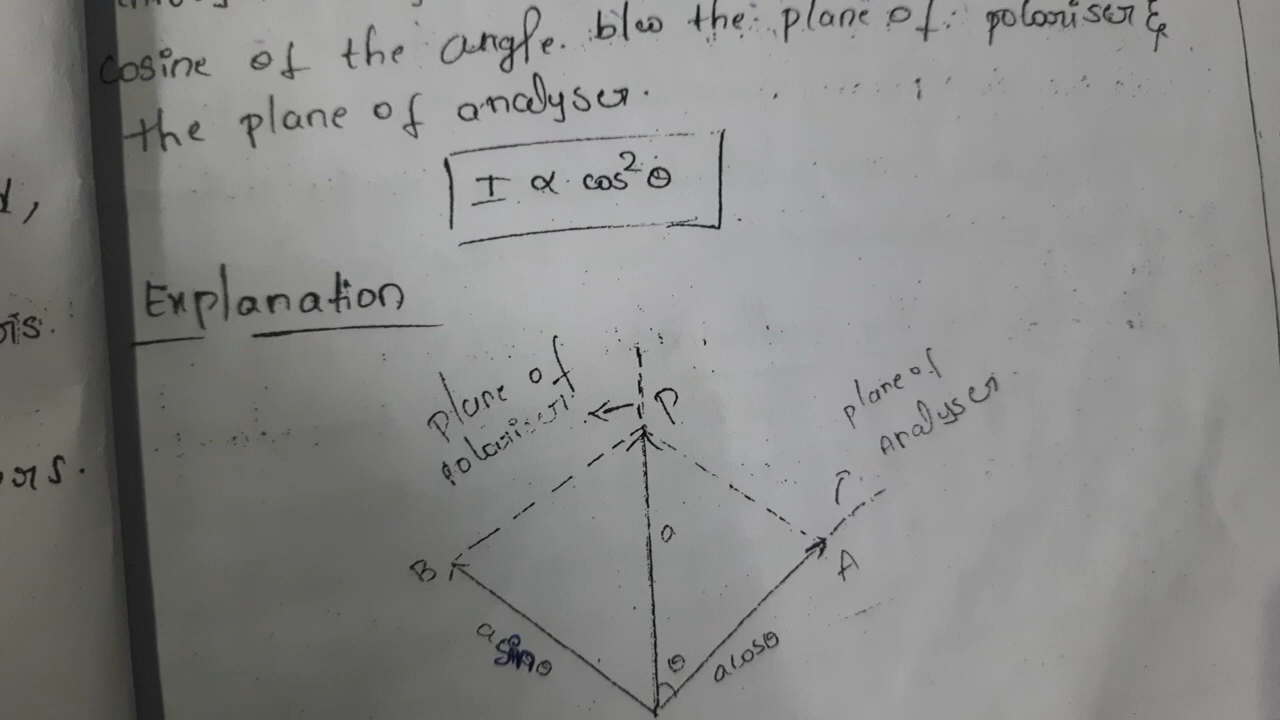 cosine of the angle. b/w the plane of polariser &
the plane of analyser.
I α cos²θ
Explanation
plane of
polariser
P
plane of
analyser
a
B
A
a sinθ
θ
acosθ